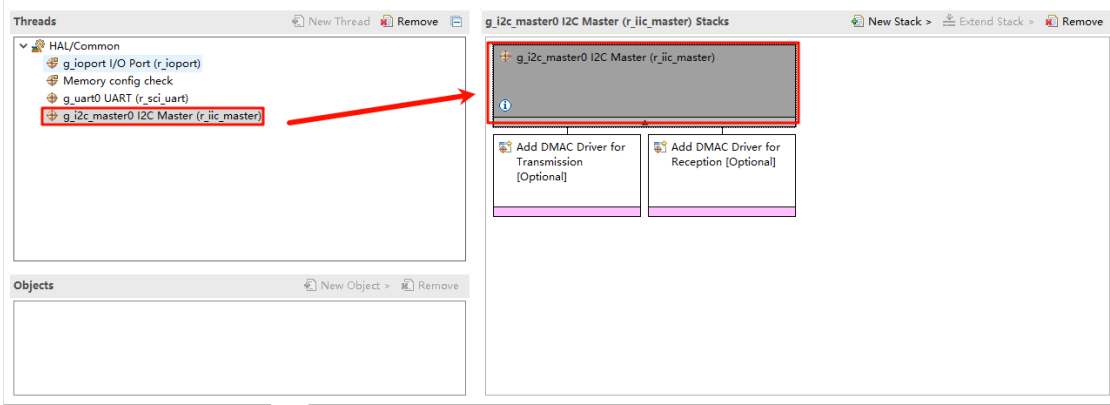 Threads
New Thread
Remove
HAL/Common
g_ioport I/O Port (r_ioport)
Memory config check
g_uart0 UART (r_sci_uart)
g_i2c_master0 I2C Master (r_iic_master)
Objects
New Object >
Remove
g_i2c_master0 I2C Master (r_iic_master) Stacks
New Stack >
Extend Stack >
Remove
g_i2c_master0 I2C Master (r_iic_master)
Add DMAC Driver for
Transmission
[Optional]
Add DMAC Driver for
Reception [Optional]